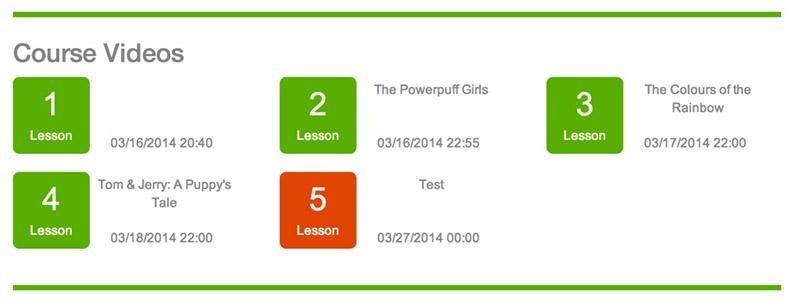 Course Videos
1
Lesson
03/16/2014 20:40
2
Lesson
The Powerpuff Girls
03/16/2014 22:55
3
Lesson
The Colours of the
Rainbow
03/17/2014 22:00
4
Lesson
Tom & Jerry: A Puppy's
Tale
03/18/2014 22:00
5
Lesson
Test
03/27/2014 00:00